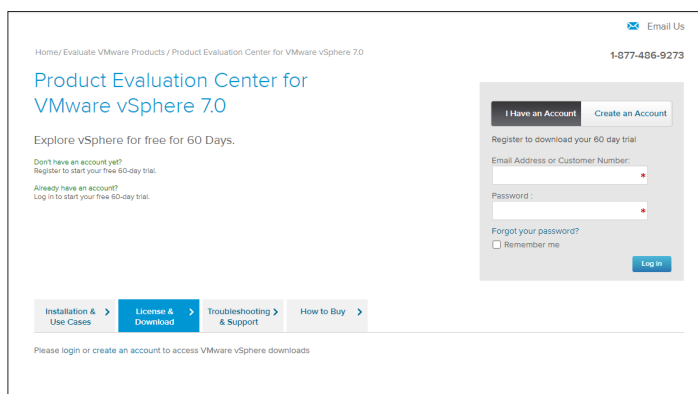 Email Us
Home/ Evaluate VMware Products / Product Evaluation Center for VMware vSphere 7.0
1-877-486-9273
Product Evaluation Center for
VMware vSphere 7.0
Explore vSphere for free for 60 Days.
Don't have an account yet?
Register to start your free 60-day trial.
Already have an account?
Log in to start your free 60-day trial.
I Have an Account
Create an Account
Register to download your 60 day trial
Email Address or Customer Number:
*
Password :
*
Forgot your password?
Remember me
Log In
Installation &
Use Cases
License &
Download
Troubleshooting
& Support
How to Buy
Please login or create an account to access VMware vSphere downloads